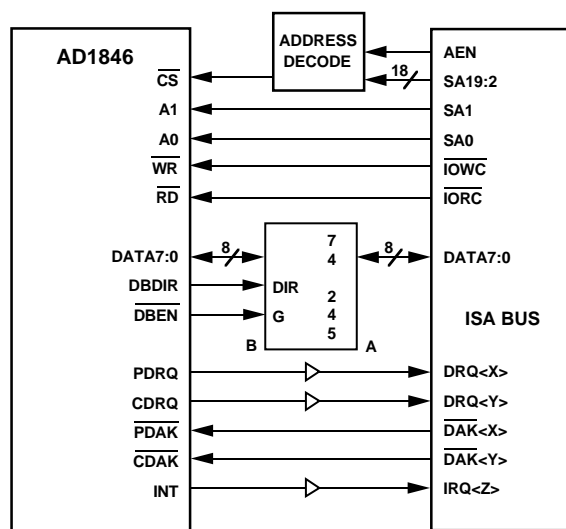 AD1846
ADDRESS
DECODE
AEN
CS
18
SA19:2
A1
SA1
A0
SA0
WR
IOWC
RD
IORC
DATA7:0
8
7
4
8
DATA7:0
DBDIR
DIR
2
DBEN
G
4
ISA BUS
5
B
A
PDRQ
DRQ<X>
CDRQ
DRQ<Y>
PDAK
DAK<X>
CDAK
DAK<Y>
INT
IRQ<Z>